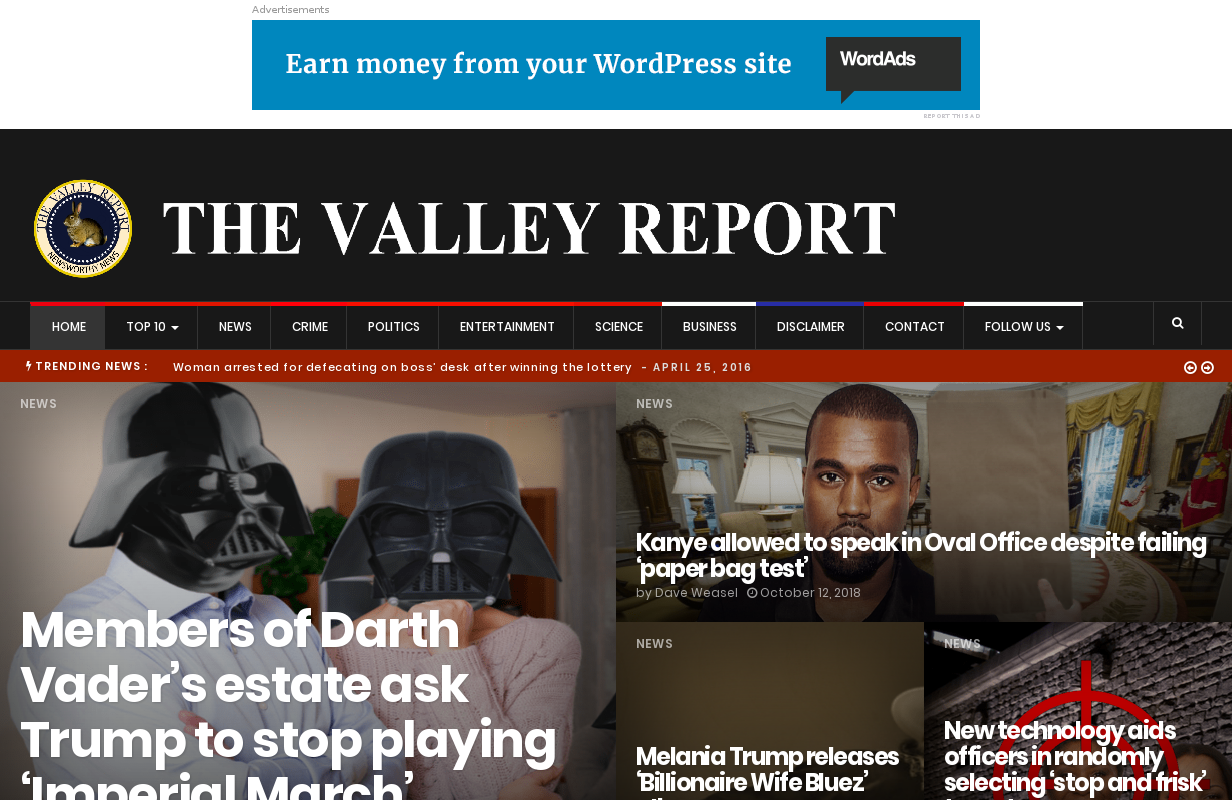 Advertisements
Earn money from your WordPress site
WordAds
REPORT THIS AD
THE VALLEY REPORT
NEWSWORTHY NEWS
THE VALLEY REPORT
HOME TOP 10 NEWS CRIME POLITICS ENTERTAINMENT SCIENCE BUSINESS DISCLAIMER CONTACT FOLLOW US
TRENDING NEWS : Woman arrested for defecating on boss' desk after winning the lottery - APRIL 25, 2016
NEWS
Members of Darth
Vader’s estate ask
Trump to stop playing
‘Imperial March’
NEWS
Kanye allowed to speak in Oval Office despite failing
‘paper bag test’
by Dave Weasel October 12, 2018
NEWS
Melania Trump releases
‘Billionaire Wife Bluez’
NEWS
New technology aids
officers in randomly
selecting ‘stop and frisk’